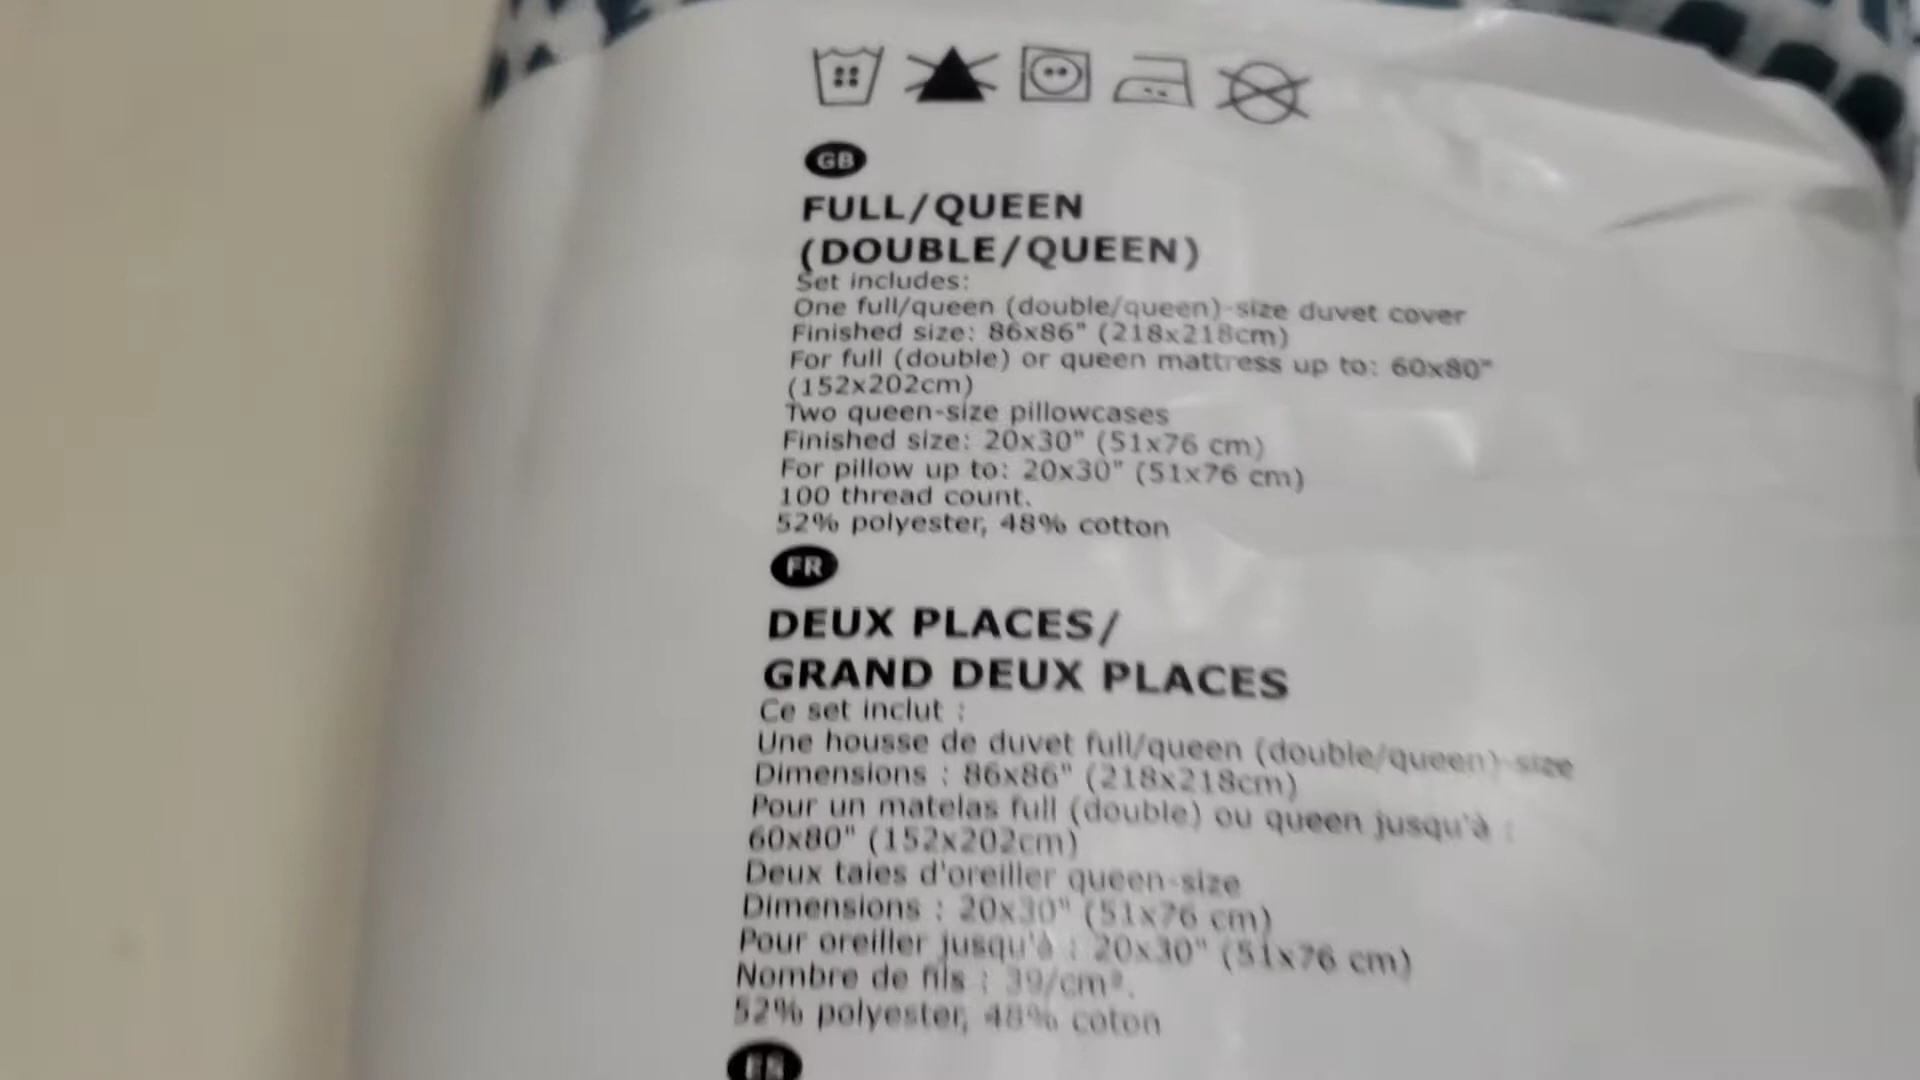 GB
FULL/QUEEN
(DOUBLE/QUEEN)
Set includes:
One full/queen (double/queen)-size duvet cover
Finished size: 86x86" (218x218cm)
For full (double) or queen mattress up to: 60x80"
(152x202cm)
Two queen-size pillowcases
Finished size: 20x30" (51x76 cm)
For pillow up to: 20x30" (51x76 cm)
100 thread count.
52% polyester, 48% cotton
FR
DEUX PLACES/
GRAND DEUX PLACES
Ce set inclut :
Une housse de duvet full/queen (double/queen)-size
Dimensions : 86x86" (218x218cm)
Pour un matelas full (double) ou queen jusqu'à :
60x80" (152x202cm)
Deux taies d'oreiller queen-size
Dimensions : 20x30" (51x76 cm)
Pour oreiller jusqu'à : 20x30" (51x76 cm)
Nombre de fils : 39/cm².
52% polyester, 48% coton